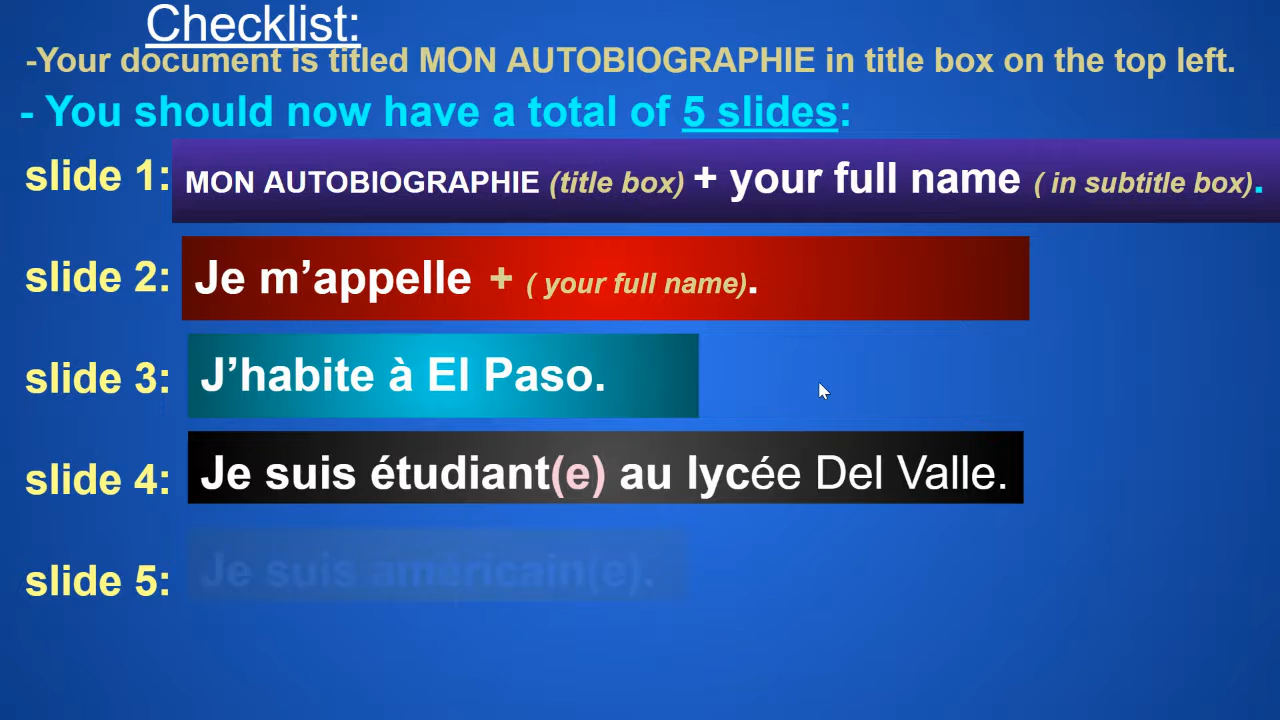 Checklist:
-Your document is titled MON AUTOBIOGRAPHIE in title box on the top left.
- You should now have a total of 5 slides:
slide 1: MON AUTOBIOGRAPHIE (title box) + your full name ( in subtitle box).
slide 2: Je m’appelle + ( your full name).
slide 3: J’habite à El Paso.
slide 4: Je suis étudiant(e) au lycée Del Valle.
slide 5: Je suis américain(e).